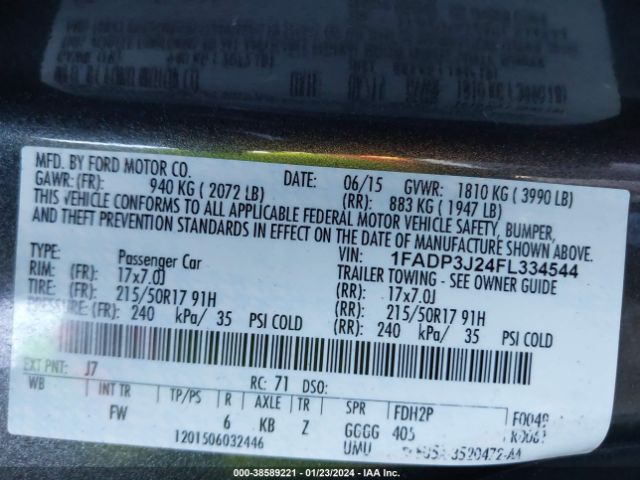 MFD. BY FORD MOTOR CO.
DATE: 06/15 GVWR: 1810 KG ( 3990 LB)
GAWR: (FR): 940 KG ( 2072 LB) (RR): 883 KG ( 1947 LB)
THIS VEHICLE CONFORMS TO ALL APPLICABLE FEDERAL MOTOR VEHICLE SAFETY, BUMPER,
AND THEFT PREVENTION STANDARDS IN EFFECT ON THE DATE OF MANUFACTURE SHOWN ABOVE.
VIN: 1FADP3J24FL334544
TYPE: Passenger Car TRAILER TOWING - SEE OWNER GUIDE
RIM: (FR): 17x7.0J (RR): 17x7.0J
TIRE: (FR): 215/50R17 91H (RR): 215/50R17 91H
PRESSURE: (FR): 240 kPa/ 35 PSI COLD (RR): 240 kPa/ 35 PSI COLD
EXT PNT: J7 RC: 71 DSO:
WB INT TR TP/PS R AXLE TR SPR FDH2P
FW 6 KB Z GGGG 405
1201506032446 UMU
000-38589221 - 01/23/2024 - IAA Inc.